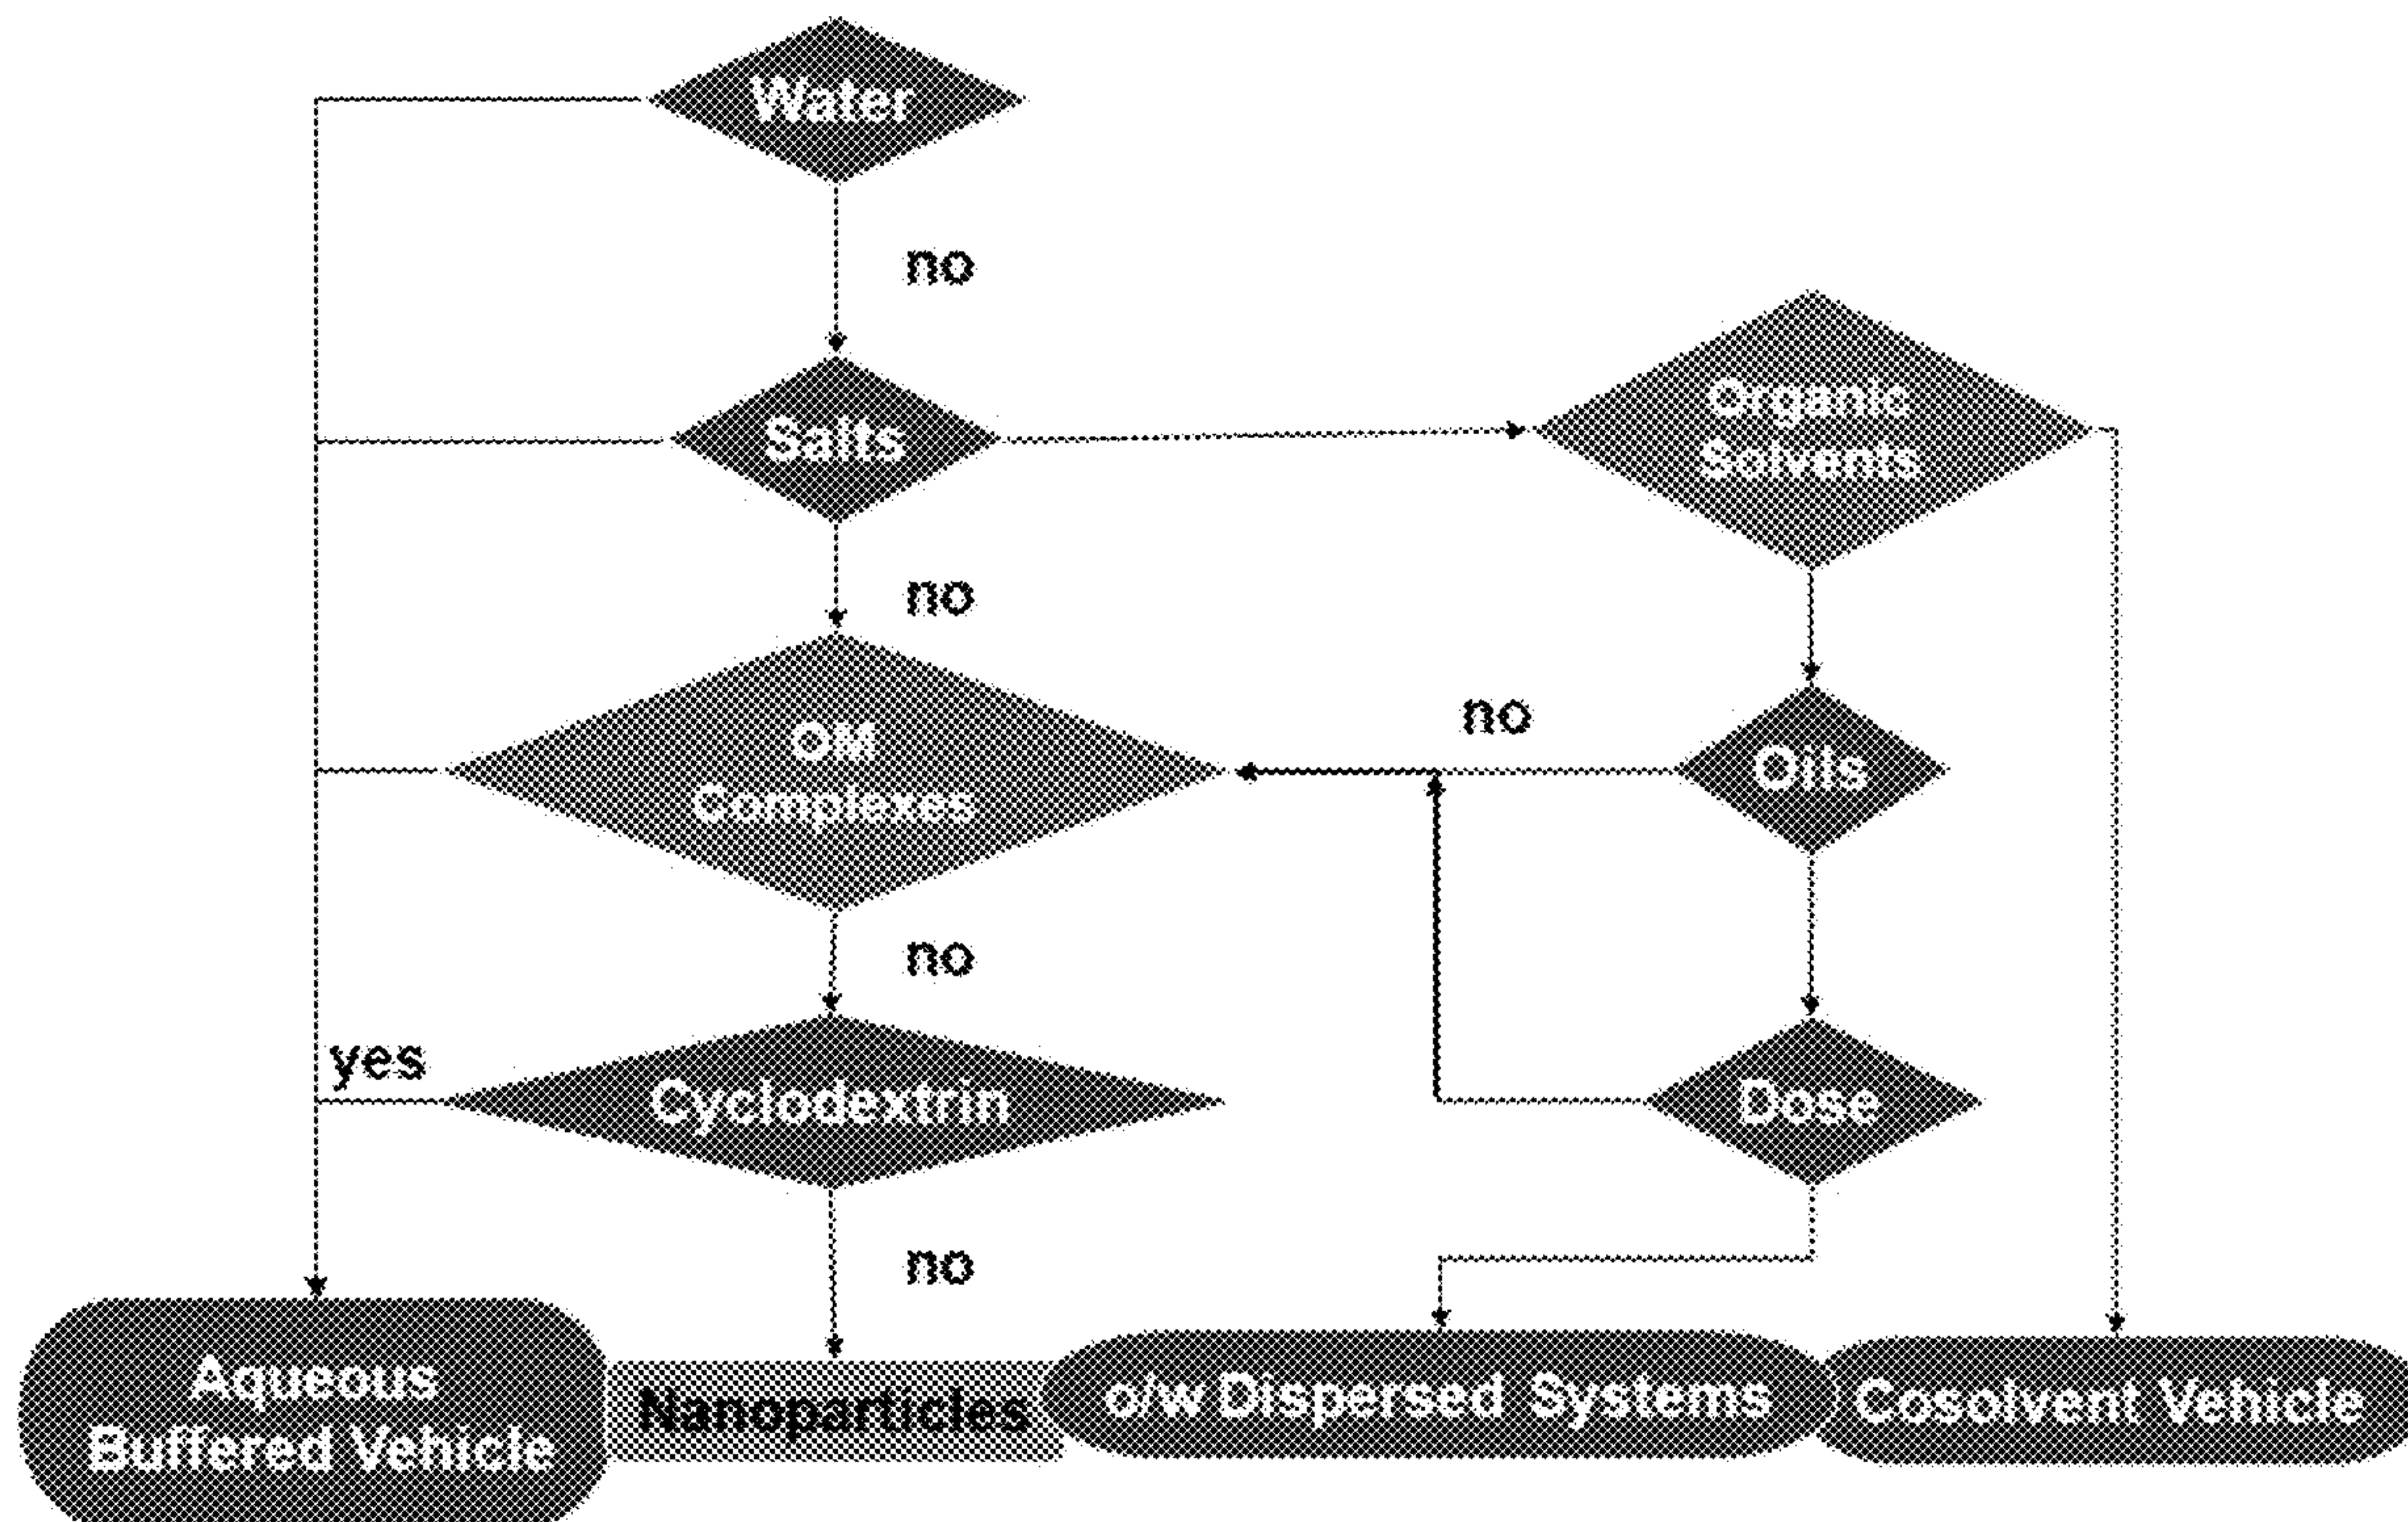 Water
no
Salts
Organic
Solvents
no
OM
Complexes
no
Oils
no
yes
Cyclodextrin
Dose
no
Aqueous
Buffered Vehicle
Nanoparticles
o/w Dispersed Systems
Cosolvent Vehicle